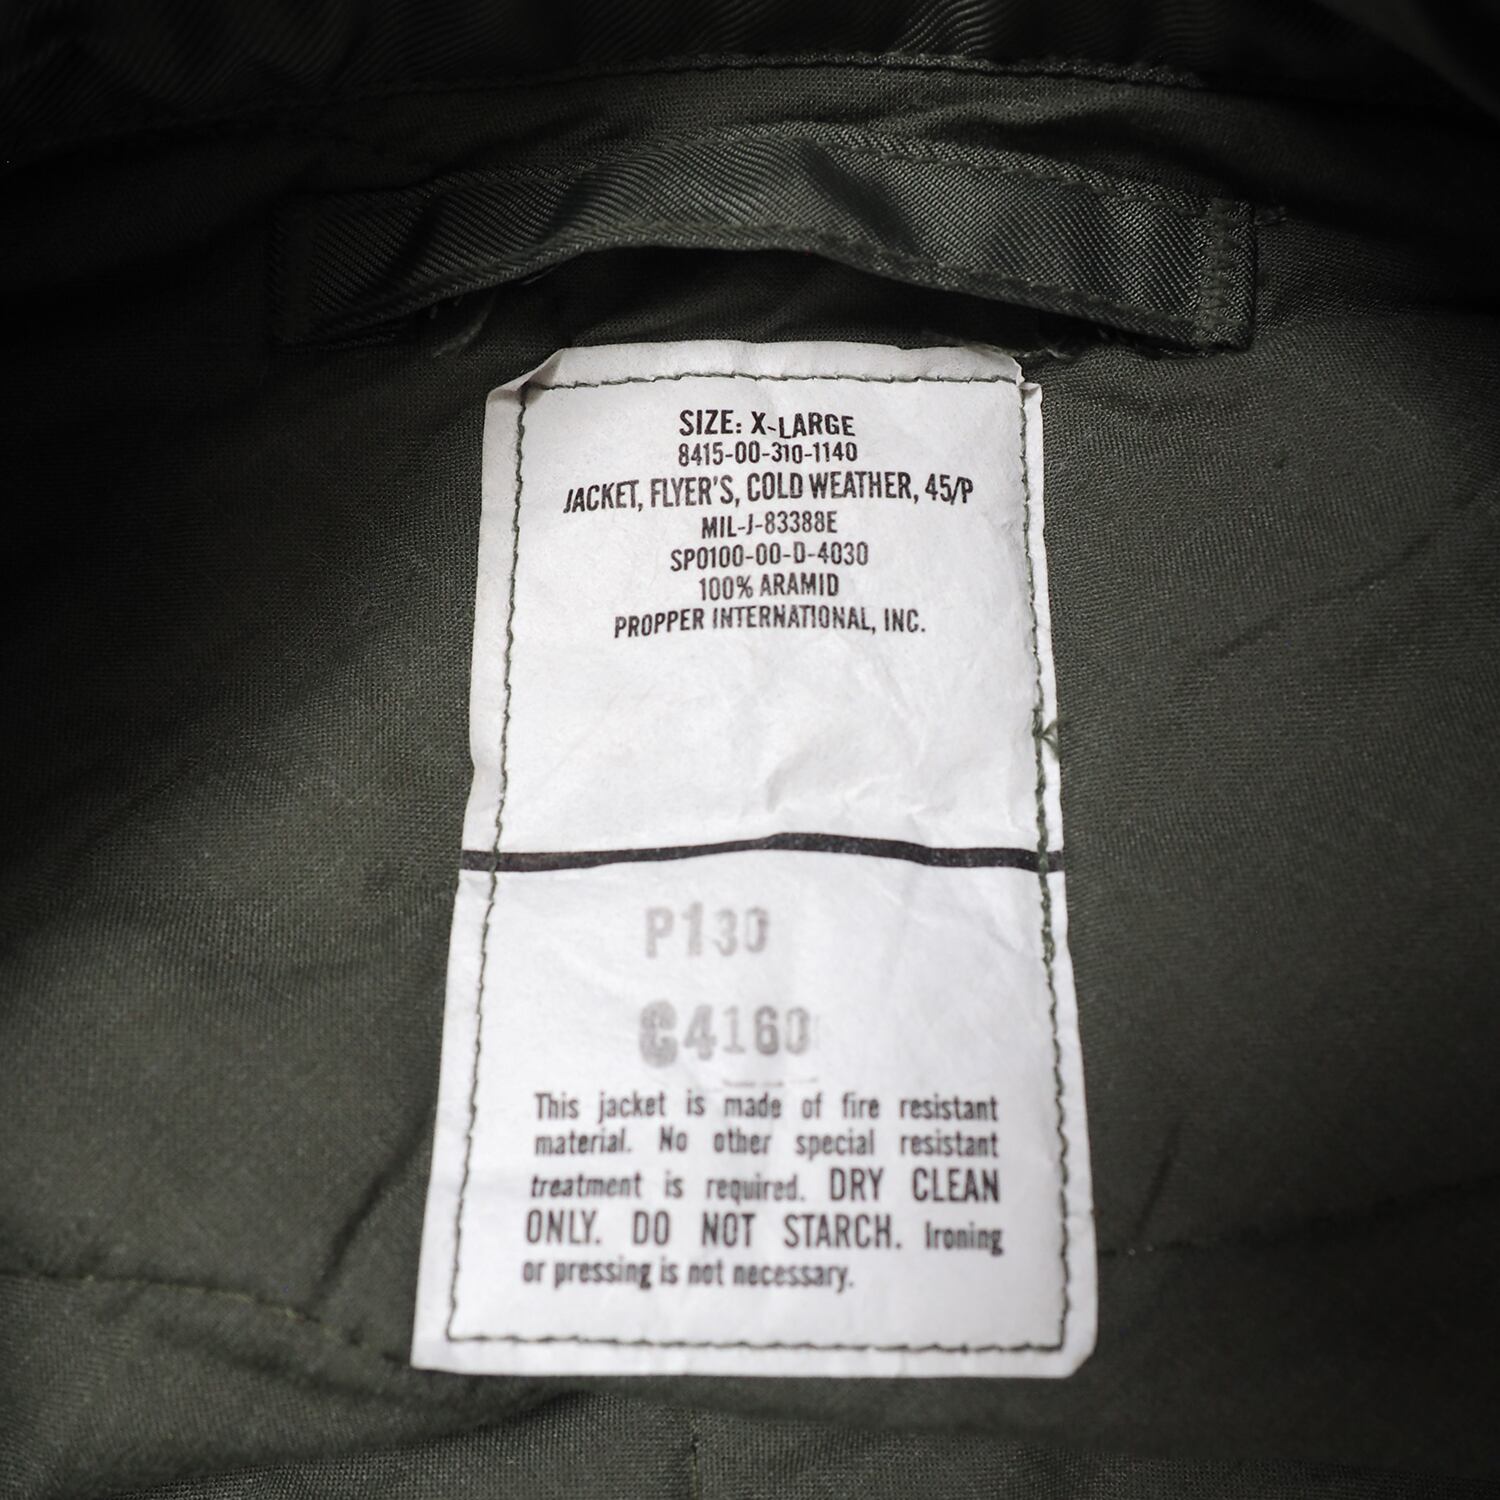 SIZE: X-LARGE
8415-00-310-1140
JACKET, FLYER'S, COLD WEATHER, 45/P
MIL-J-83388E
SP0100-00-D-4030
100% ARAMID
PROPPER INTERNATIONAL, INC.
P130
C4160
This jacket is made of fire resistant
material. No other special resistant
treatment is required. DRY CLEAN
ONLY. DO NOT STARCH. Ironing
or pressing is not necessary.